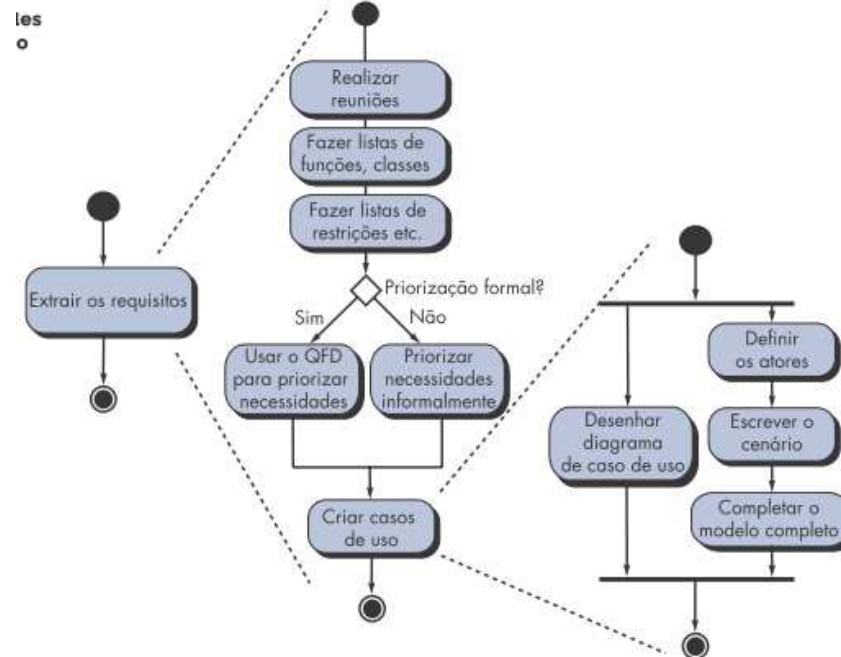 o
Realizar
reuniões
Fazer listas de
funções, classes
Fazer listas de
restrições etc.
Extrair os requisitos
Priorização formal?
Sim
Não
Usar o QFD
para priorizar
necessidades
Priorizar
necessidades
informalmente
Criar casos
de uso
Desenhar
diagrama
de caso de uso
Definir
os atores
Escrever o
cenário
Completar o
modelo completo